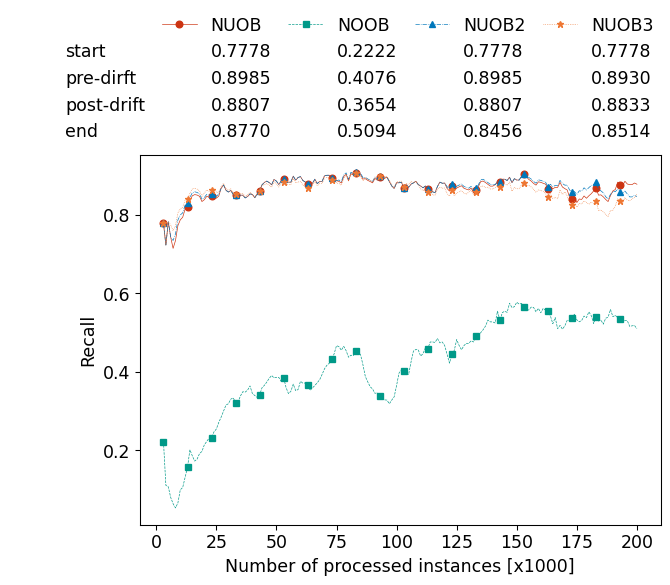 NUOB NOOB NUOB2 NUOB3
start 0.7778 0.2222 0.7778 0.7778
pre-dirft 0.8985 0.4076 0.8985 0.8930
post-drift 0.8807 0.3654 0.8807 0.8833
end 0.8770 0.5094 0.8456 0.8514
0.8
0.6
0.4
0.2
Recall
0 25 50 75 100 125 150 175 200
Number of processed instances [x1000]